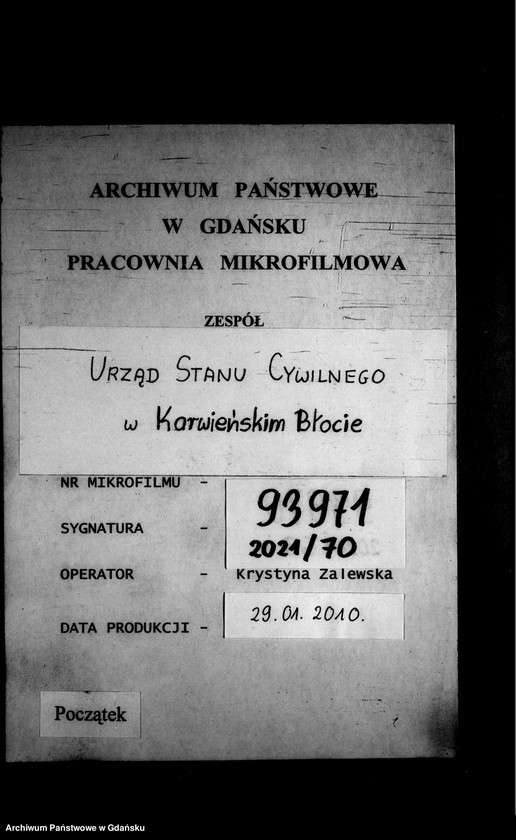 ARCHIWUM PAŃSTWOWE
W GDAŃSKU
PRACOWNIA MIKROFILMOWA
ZESPÓŁ
URZĄD STANU CYWILNEGO
w Karwieńskim Błocie
NR MIKROFILMU - 93971
SYGNATURA - 2021/70
OPERATOR - Krystyna Zalewska
DATA PRODUKCJI - 29.01.2010.
Początek
Archiwum Państwowe w Gdańsku